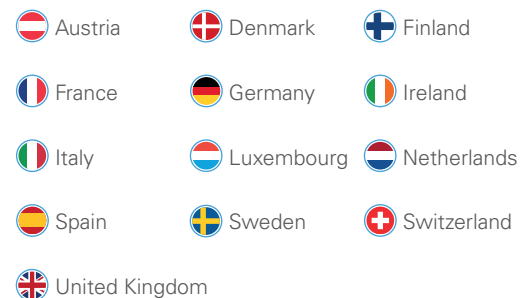 Austria Denmark Finland
France Germany Ireland
Italy Luxembourg Netherlands
Spain Sweden Switzerland
United Kingdom